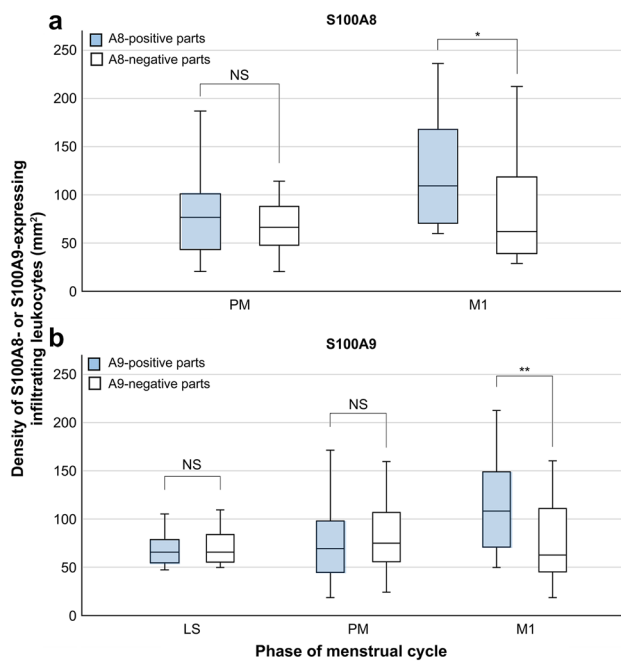 a
S100A8
A8-positive parts
A8-negative parts
250
200
150
100
50
0
NS
*
PM
M1
b
S100A9
A9-positive parts
A9-negative parts
250
200
150
100
50
0
NS
NS
**
LS
PM
M1
Density of S100A8- or S100A9-expressing
infiltrating leukocytes (mm²)
Phase of menstrual cycle